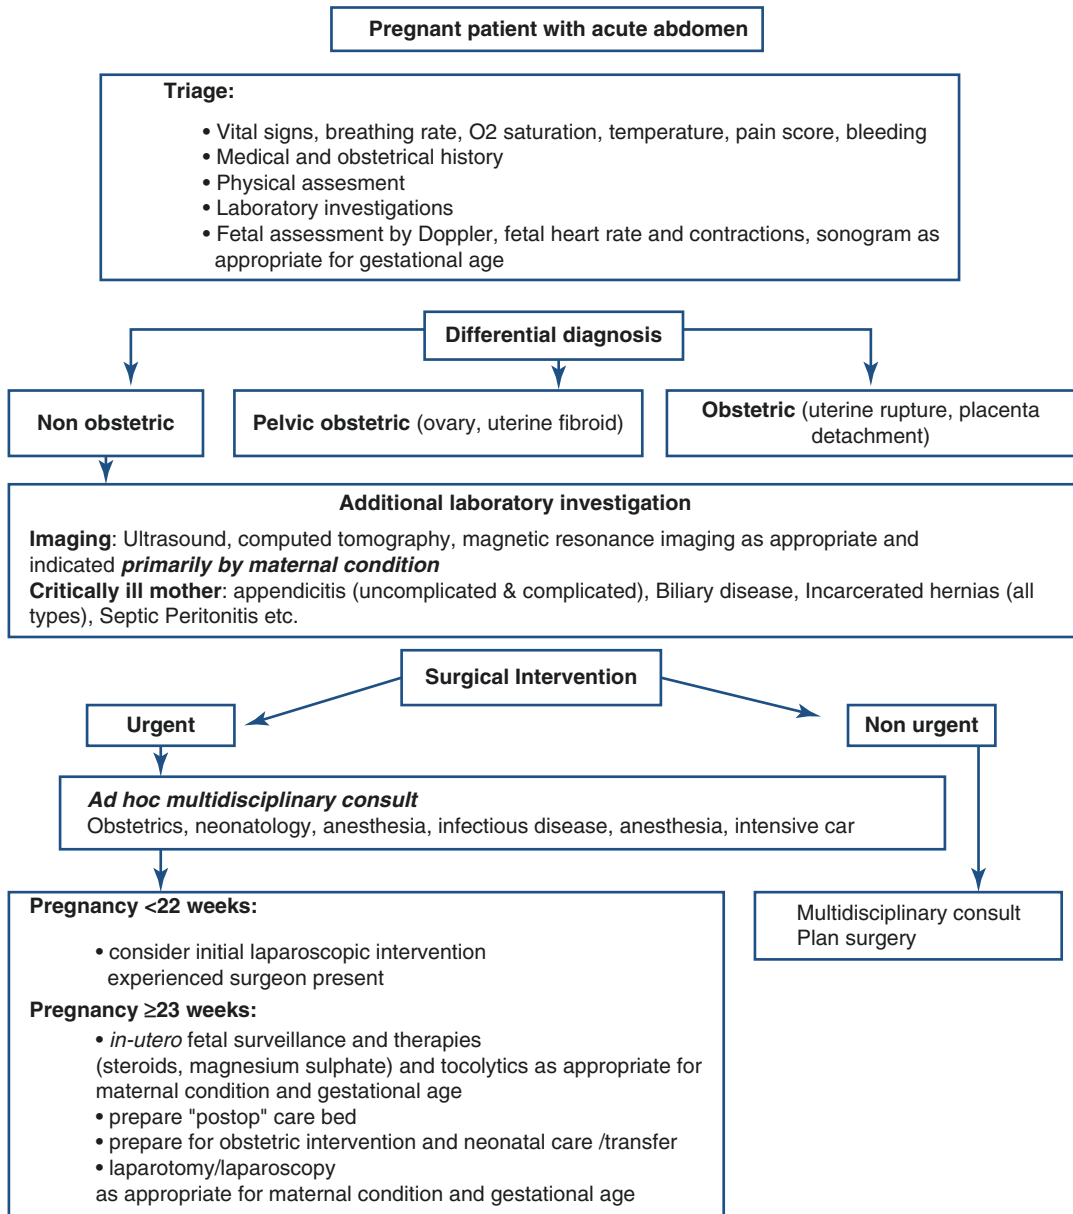 Pregnant patient with acute abdomen
Triage:
• Vital signs, breathing rate, O2 saturation, temperature, pain score, bleeding
• Medical and obstetrical history
• Physical assesment
• Laboratory investigations
• Fetal assessment by Doppler, fetal heart rate and contractions, sonogram as
appropriate for gestational age
Differential diagnosis
Non obstetric
Pelvic obstetric (ovary, uterine fibroid)
Obstetric (uterine rupture, placenta
detachment)
Additional laboratory investigation
Imaging: Ultrasound, computed tomography, magnetic resonance imaging as appropriate and
indicated primarily by maternal condition
Critically ill mother: appendicitis (uncomplicated & complicated), Biliary disease, Incarcerated hernias (all
types), Septic Peritonitis etc.
Surgical Intervention
Urgent
Non urgent
Ad hoc multidisciplinary consult
Obstetrics, neonatology, anesthesia, infectious disease, anesthesia, intensive car
Pregnancy <22 weeks:
• consider initial laparoscopic intervention
experienced surgeon present
Pregnancy ≥23 weeks:
• in-utero fetal surveillance and therapies
(steroids, magnesium sulphate) and tocolytics as appropriate for
maternal condition and gestational age
• prepare "postop" care bed
• prepare for obstetric intervention and neonatal care /transfer
• laparotomy/laparoscopy
as appropriate for maternal condition and gestational age
Multidisciplinary consult
Plan surgery